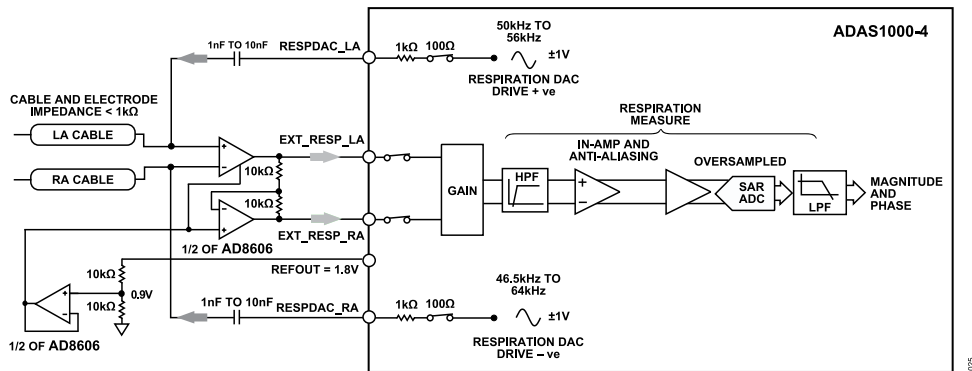 ADAS1000-4
50kHz TO
56kHz
±1V
RESPIRATION DAC
DRIVE + ve
1kΩ
100Ω
RESPDAC_LA
1nF TO 10nF
CABLE AND ELECTRODE
IMPEDANCE < 1kΩ
LA CABLE
RA CABLE
+
−
10kΩ
10kΩ
−
+
1/2 OF AD8606
EXT_RESP_LA
EXT_RESP_RA
GAIN
RESPIRATION
MEASURE
HPF
IN-AMP AND
ANTI-ALIASING
+
−
OVERSAMPLED
SAR
ADC
LPF
MAGNITUDE
AND
PHASE
REFOUT = 1.8V
10kΩ
0.9V
10kΩ
+
−
1/2 OF AD8606
1nF TO 10nF
RESPDAC_RA
1kΩ
100Ω
46.5kHz TO
64kHz
±1V
RESPIRATION DAC
DRIVE – ve